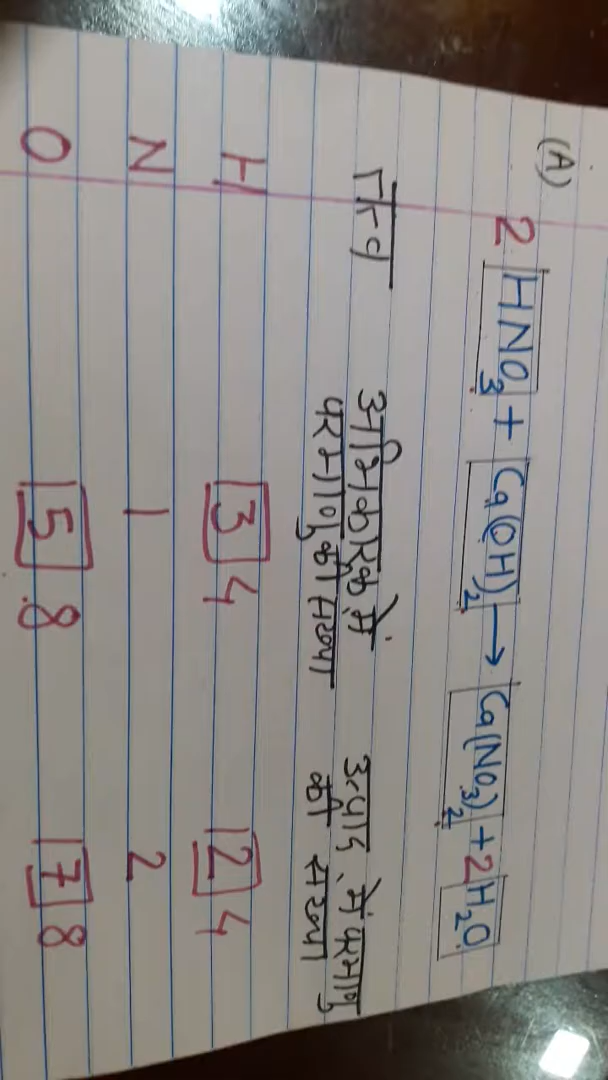 (A)
2 HNO₃ + Ca(OH)₂ → Ca(NO₃)₂ + 2H₂O
तत्व अभिकारक में परमाणु की संख्या उत्पाद में परमाणु की संख्या
H 3 4 2 4
N 1 2
O 5 8 7 8